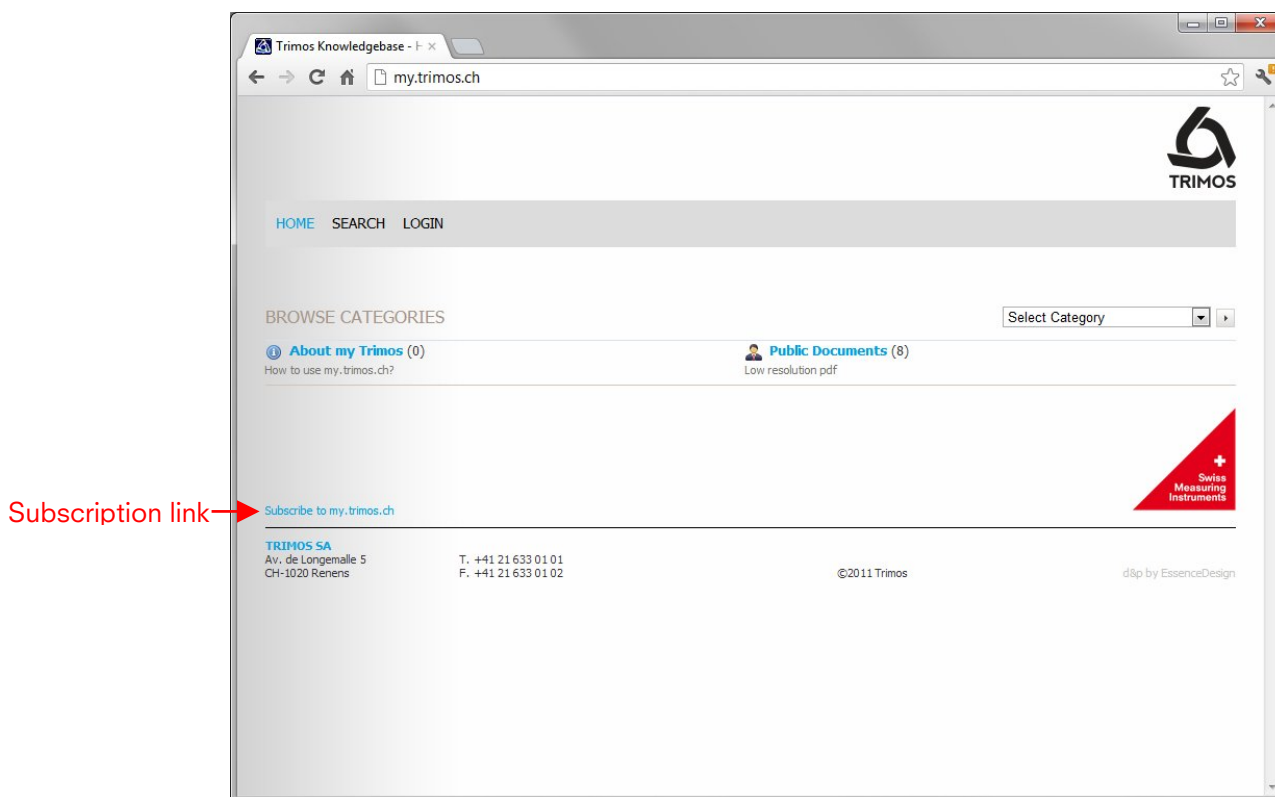 Trimos Knowledgebase - H
my.trimos.ch
TRIMOS
HOME SEARCH LOGIN
BROWSE CATEGORIES
Select Category
About my Trimos (0)
How to use my.trimos.ch?
Public Documents (8)
Low resolution pdf
Swiss
Measuring
Instruments
Subscription link
Subscribe to my.trimos.ch
TRIMOS SA
Av. de Longemalle 5
CH-1020 Renens
T. +41 21 633 01 01
F. +41 21 633 01 02
©2011 Trimos
d&p by EssenceDesign